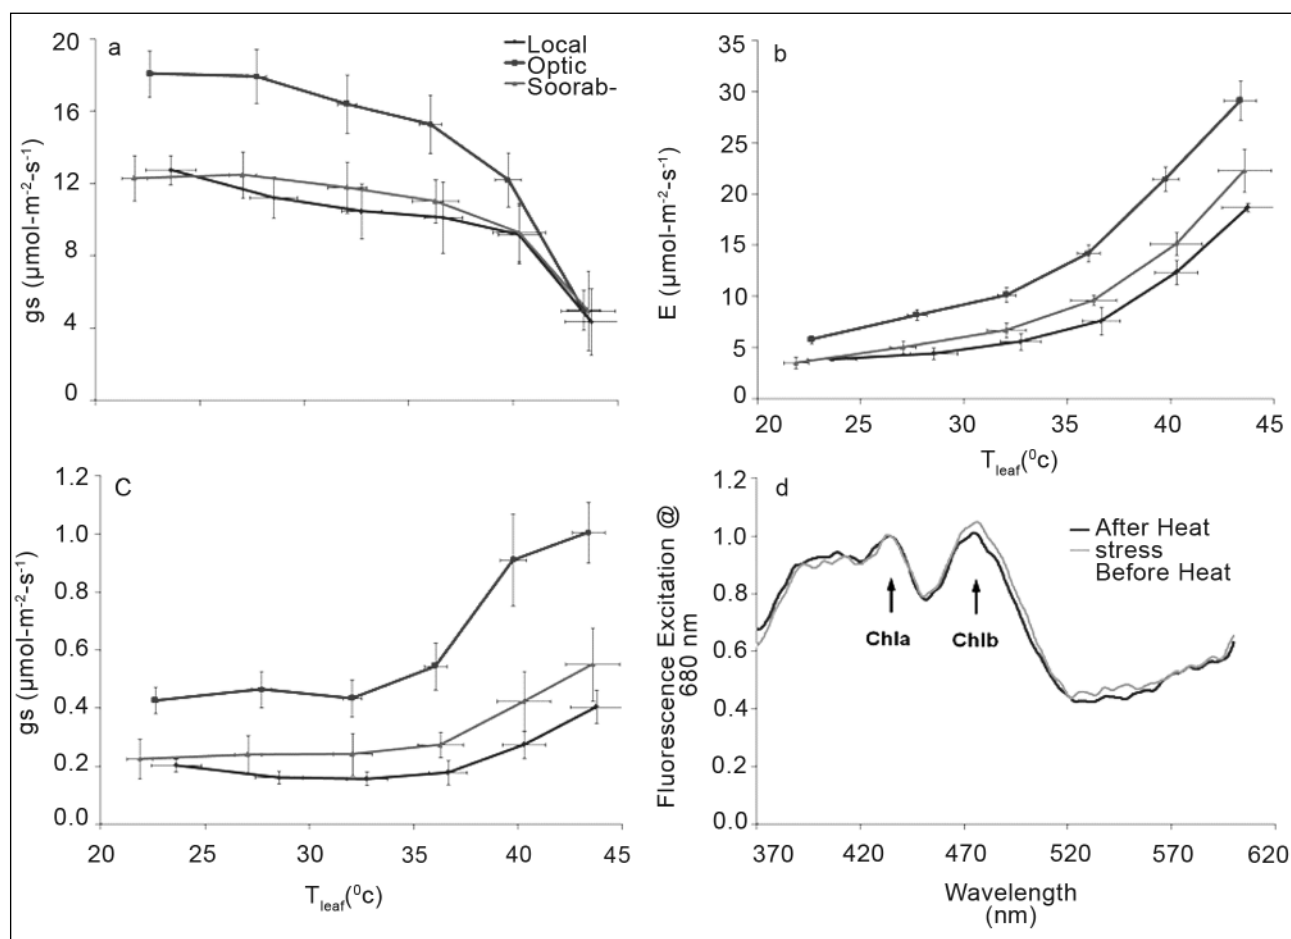 a
20
16
12
8
4
0
gs (μmol-m⁻²-s⁻¹)
Local
Optic
Soorab-
b
35
30
25
20
15
10
5
0
E (μmol-m⁻²-s⁻¹)
20 25 30 35 40 45
T leaf(⁰c)
C
1.2
1.0
0.8
0.6
0.4
0.2
0.0
gs (μmol-m⁻²-s⁻¹)
20 25 30 35 40 45
T leaf(⁰c)
d
1.2
1.0
0.8
0.6
0.4
0.2
0.0
Fluorescence Excitation @
680 nm
After Heat
stress
Before Heat
Chla
Chlb
370 420 470 520 570 620
Wavelength
(nm)